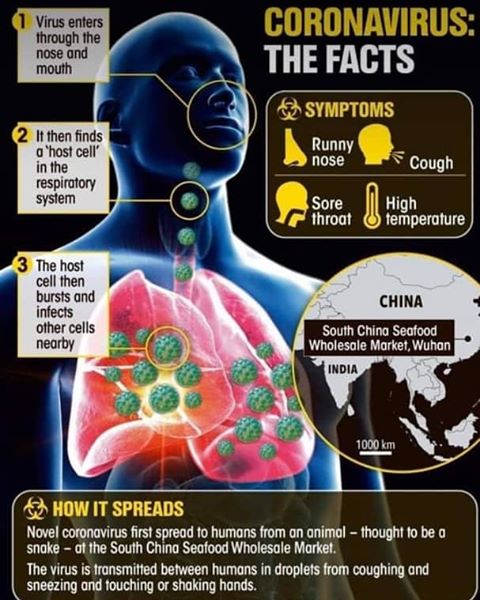 CORONAVIRUS:
THE FACTS
1 Virus enters
through the
nose and
mouth
2 It then finds
a 'host cell'
in the
respiratory
system
3 The host
cell then
bursts and
infects
other cells
nearby
SYMPTOMS
Runny
nose
Cough
Sore
throat
High
temperature
CHINA
South China Seafood
Wholesale Market, Wuhan
INDIA
1000 km
HOW IT SPREADS
Novel coronavirus first spread to humans from an animal – thought to be a
snake – at the South China Seafood Wholesale Market.
The virus is transmitted between humans in droplets from coughing and
sneezing and touching or shaking hands.